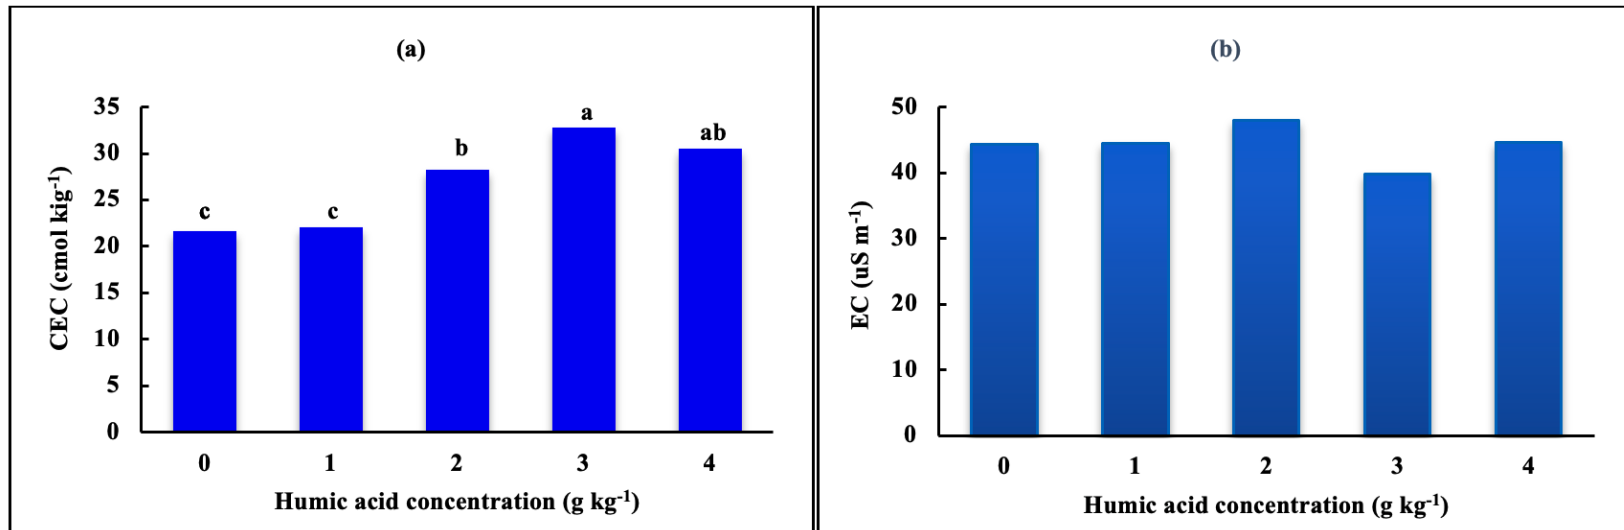 (a)
35
30
25
20
15
10
5
0
CEC (cmol kig⁻¹)
c
c
b
a
ab
0 1 2 3 4
Humic acid concentration (g kg⁻¹)
(b)
50
40
30
20
10
0
EC (uS m⁻¹)
0 1 2 3 4
Humic acid concentration (g kg⁻¹)